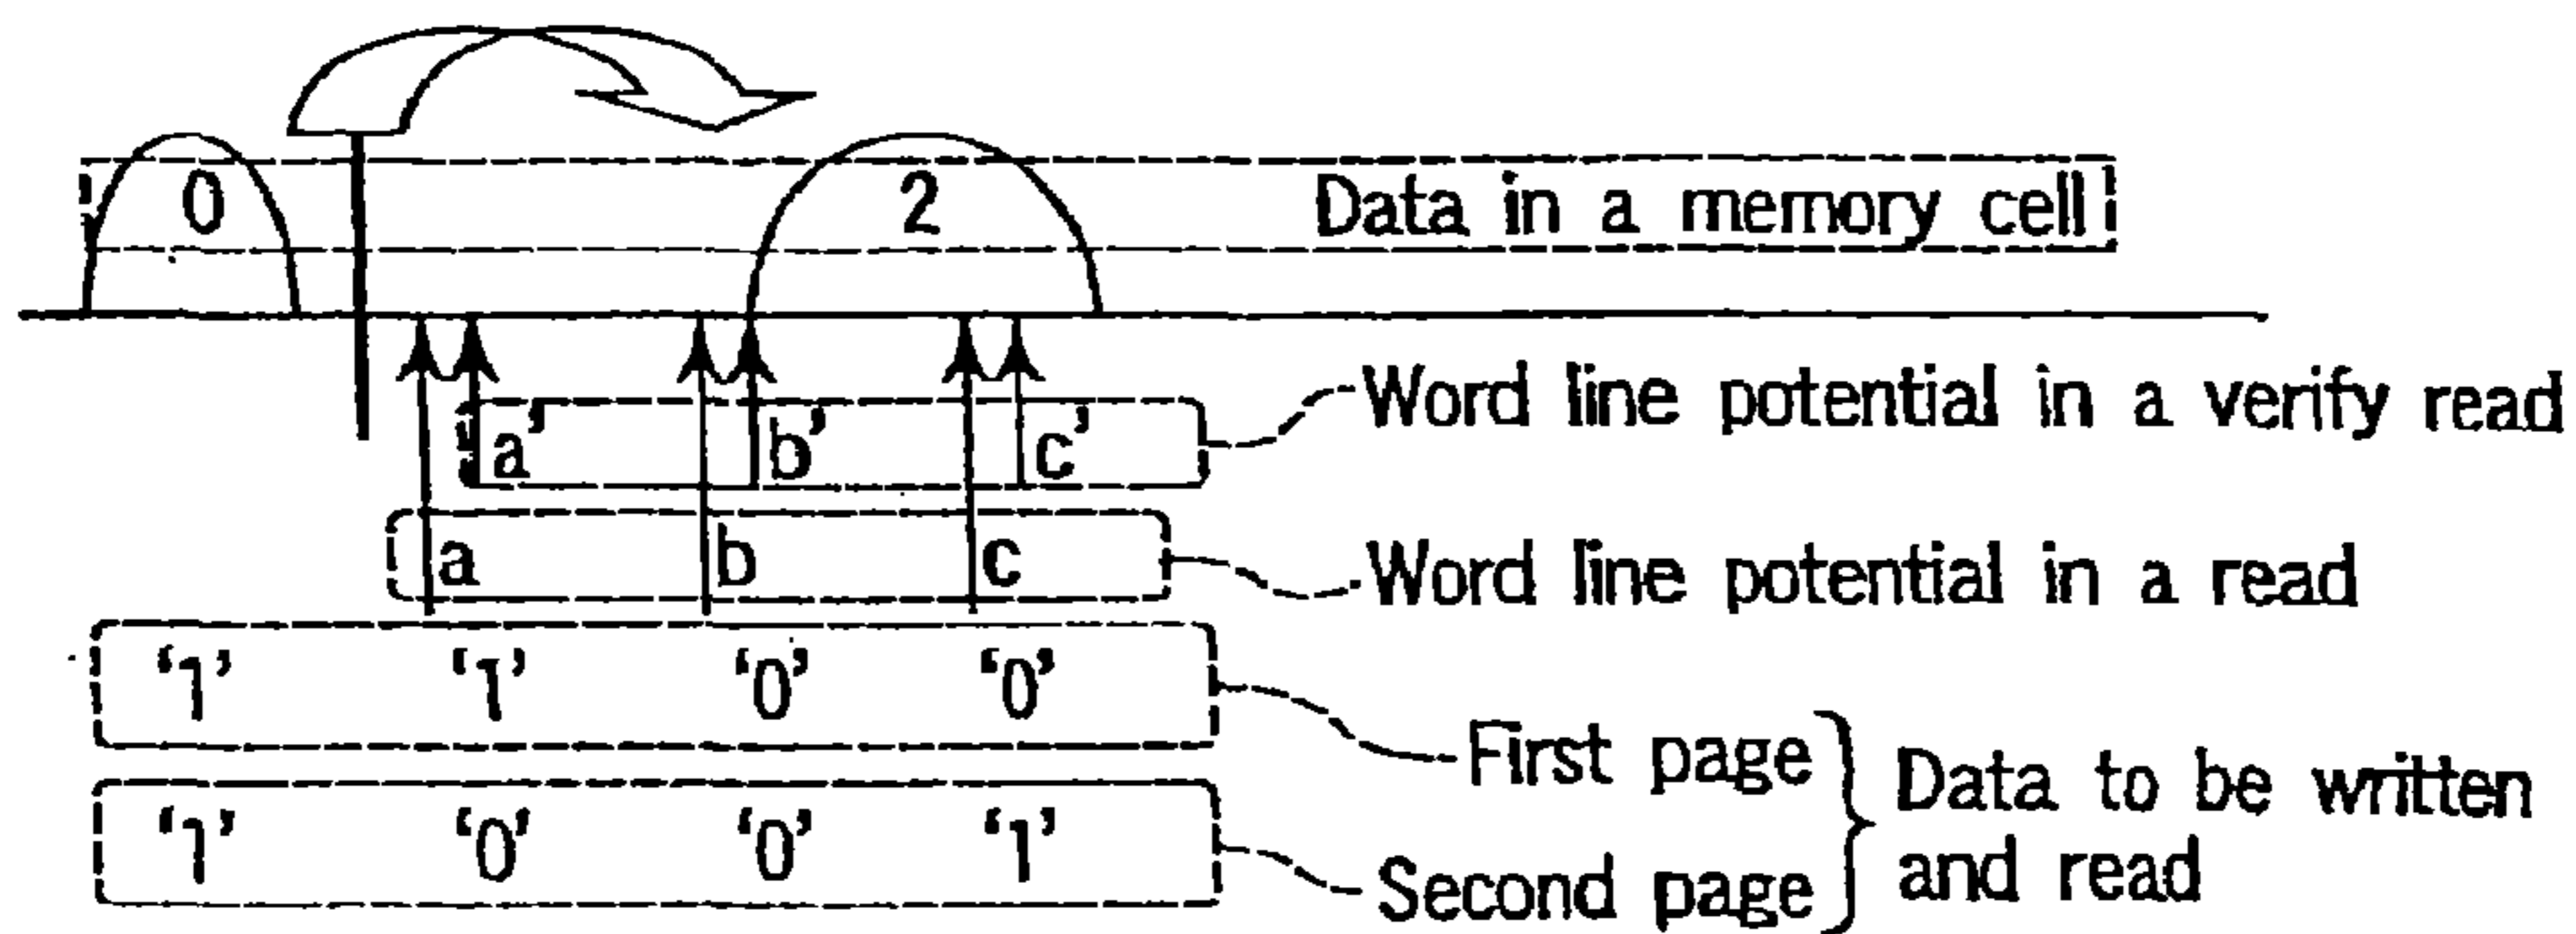 0 2 Data in a memory cell
a' b' c' Word line potential in a verify read
a b c Word line potential in a read
'1' '1' '0' '0'
First page
'1' '0' '0' '1'
Second page
Data to be written
and read